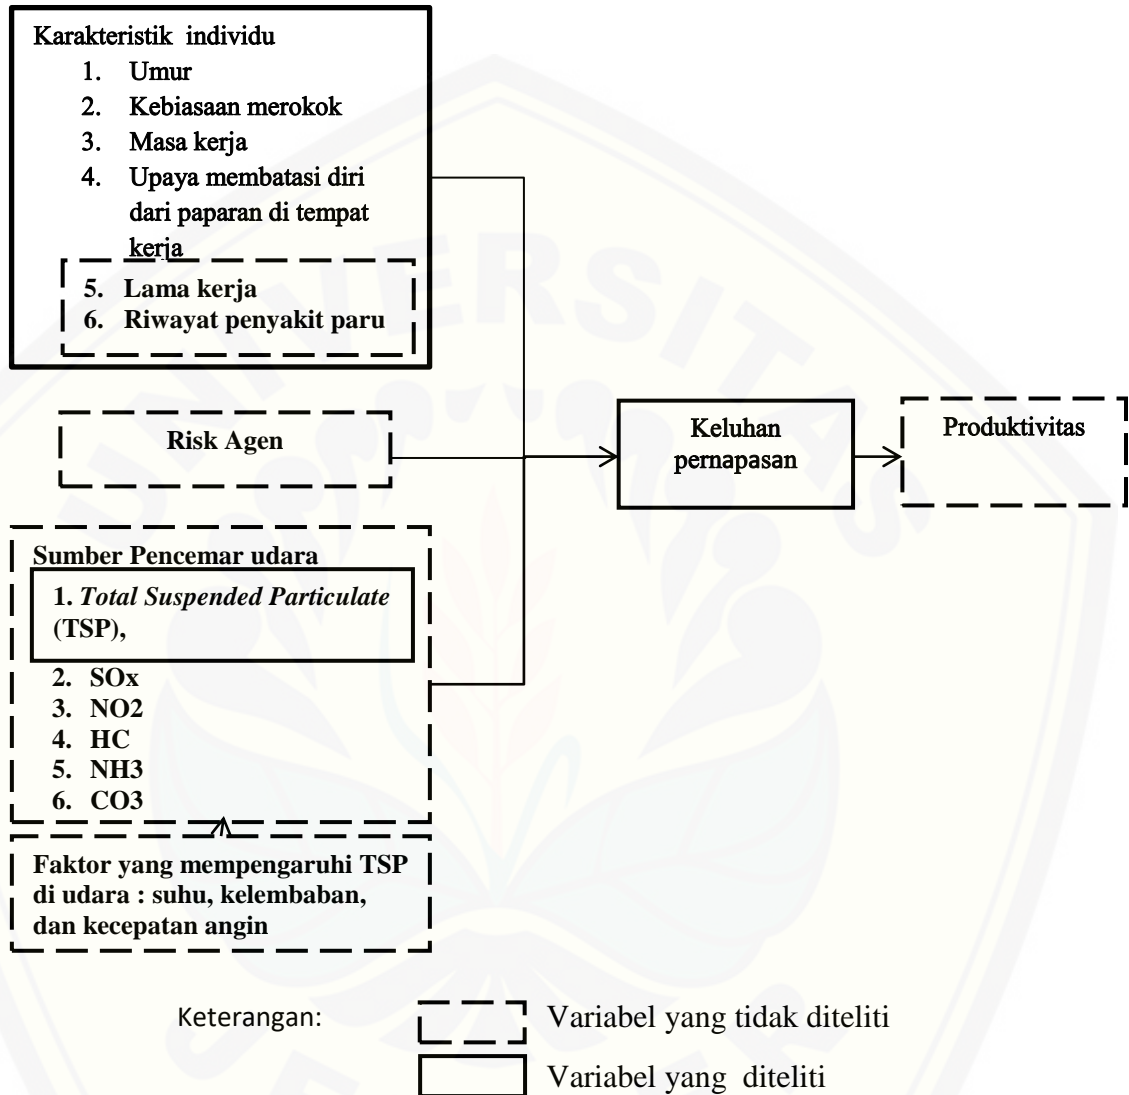 Karakteristik individu
1. Umur
2. Kebiasaan merokok
3. Masa kerja
4. Upaya membatasi diri
dari paparan di tempat
kerja
5. Lama kerja
6. Riwayat penyakit paru
Risk Agen
Keluhan
pernapasan
Produktivitas
Sumber Pencemar udara
1. Total Suspended Particulate
(TSP),
2. SOx
3. NO2
4. HC
5. NH3
6. CO3
Faktor yang mempengaruhi TSP
di udara : suhu, kelembaban,
dan kecepatan angin
Keterangan:
Variabel yang tidak diteliti
Variabel yang diteliti
UNIVERSITAS